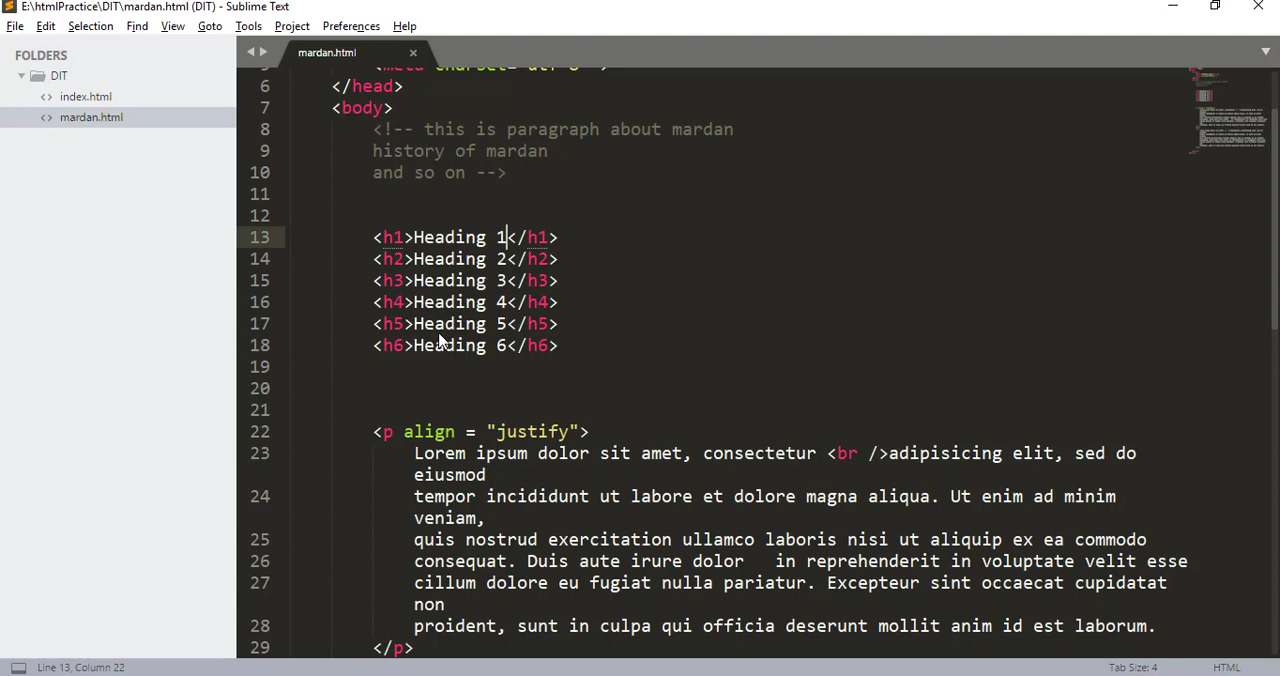 E:\htmlPractice\DIT\mardan.html (DIT) - Sublime Text
File Edit Selection Find View Goto Tools Project Preferences Help
FOLDERS
DIT
<> index.html
<> mardan.html
mardan.html ×
6 </head>
7 <body>
8 <!-- this is paragraph about mardan
9 history of mardan
10 and so on -->
11
12
13 <h1>Heading 1</h1>
14 <h2>Heading 2</h2>
15 <h3>Heading 3</h3>
16 <h4>Heading 4</h4>
17 <h5>Heading 5</h5>
18 <h6>Heading 6</h6>
19
20
21
22 <p align = "justify">
23 Lorem ipsum dolor sit amet, consectetur <br />adipisicing elit, sed do
eiusmod
24 tempor incididunt ut labore et dolore magna aliqua. Ut enim ad minim
veniam,
25 quis nostrud exercitation ullamco laboris nisi ut aliquip ex ea commodo
26 consequat. Duis aute irure dolor   in reprehenderit in voluptate velit esse
27 cillum dolore eu fugiat nulla pariatur. Excepteur sint occaecat cupidatat
non
28 proident, sunt in culpa qui officia deserunt mollit anim id est laborum.
29 </p>
Line 13, Column 22
Tab Size: 4
HTML